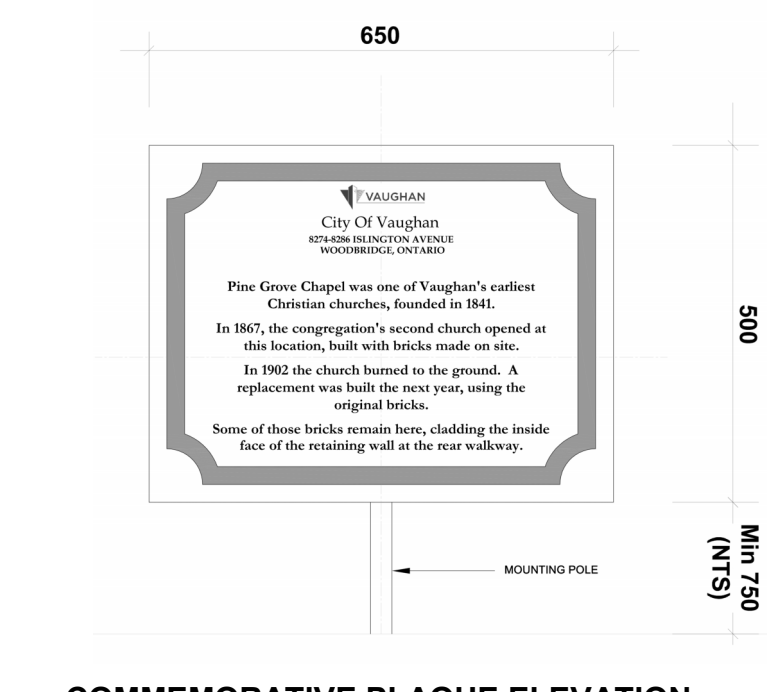 650
VAUGHAN
City Of Vaughan
8274-8286 ISLINGTON AVENUE
WOODBRIDGE, ONTARIO
Pine Grove Chapel was one of Vaughan's earliest
Christian churches, founded in 1841.
In 1867, the congregation's second church opened at
this location, built with bricks made on site.
In 1902 the church burned to the ground. A
replacement was built the next year, using the
original bricks.
Some of those bricks remain here, cladding the inside
face of the retaining wall at the rear walkway.
500
Min 750
(NTS)
MOUNTING POLE
COMMEMORATIVE PLAQUE ELEVATION